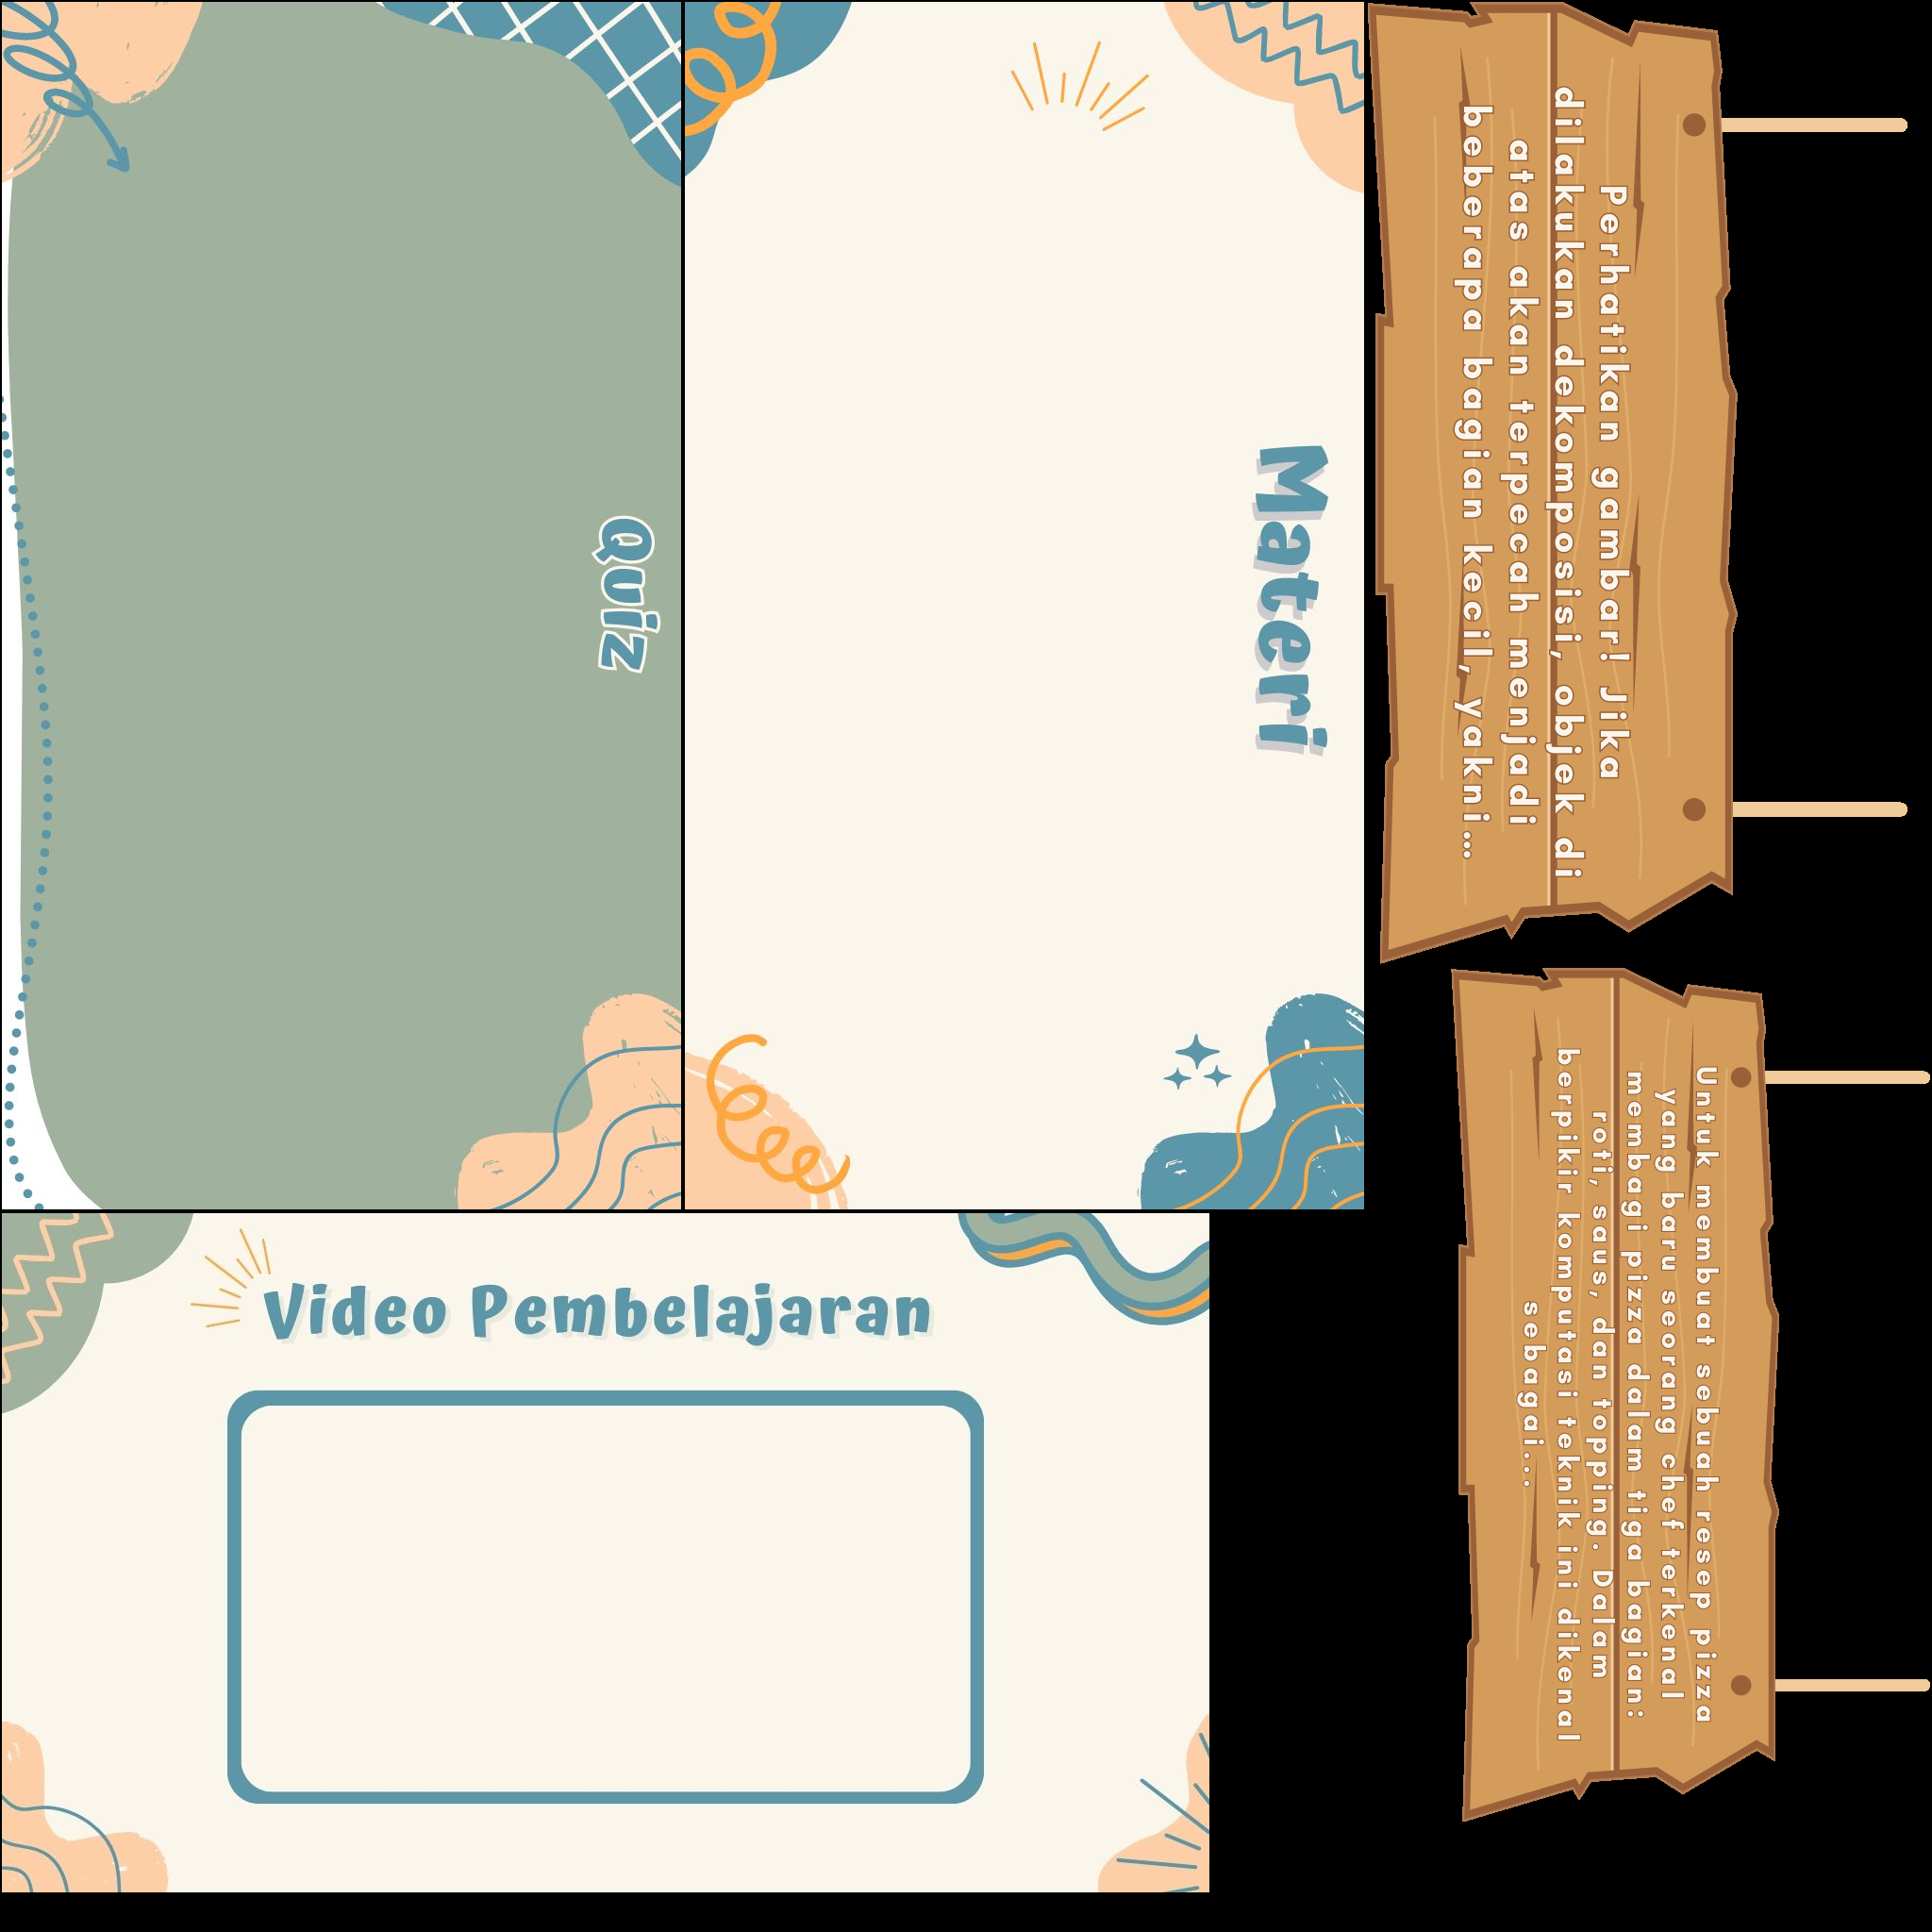 Quiz
Materi
Perhatikan gambar! Jika
dilakukan dekomposisi, objek di
atas akan terpecah menjadi
beberapa bagian kecil, yakni...
Untuk membuat sebuah resep pizza
yang baru seorang chef terkenal
membagi pizza dalam tiga bagian:
roti, saus, dan topping. Dalam
berpikir komputasi teknik ini dikenal
sebagai...
Video Pembelajaran